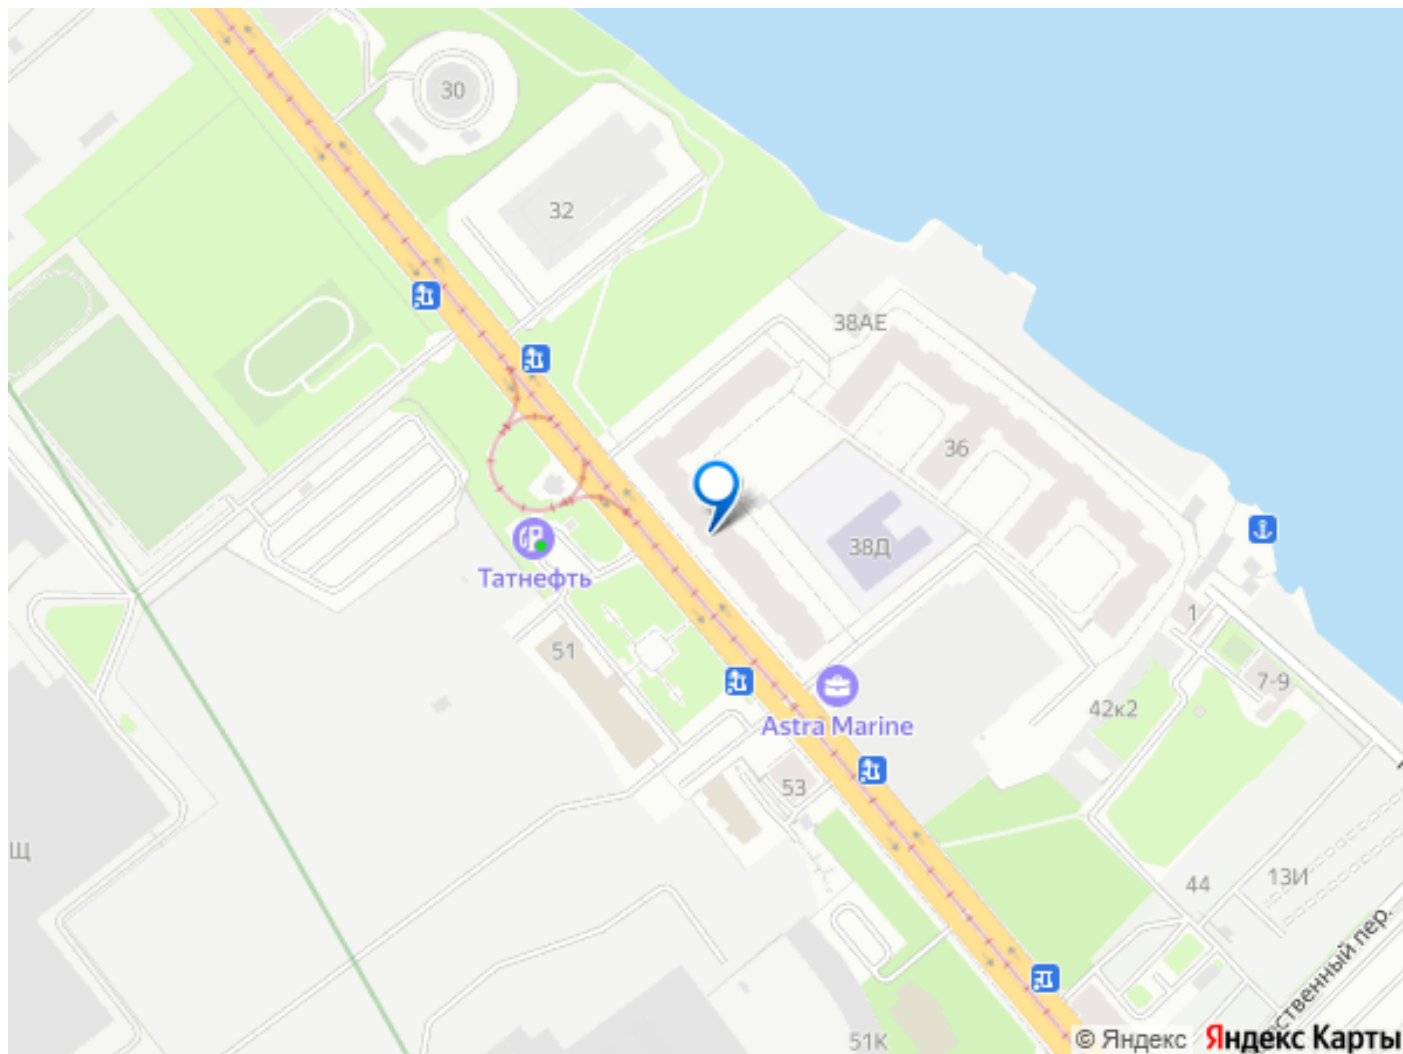 30
32
38АЕ
36
38Д
Татнефть
51
1
7-9
42к2
Astra Marine
53
Щ
44
13И
ственный пер.
51К
© Яндекс Яндекс Карты